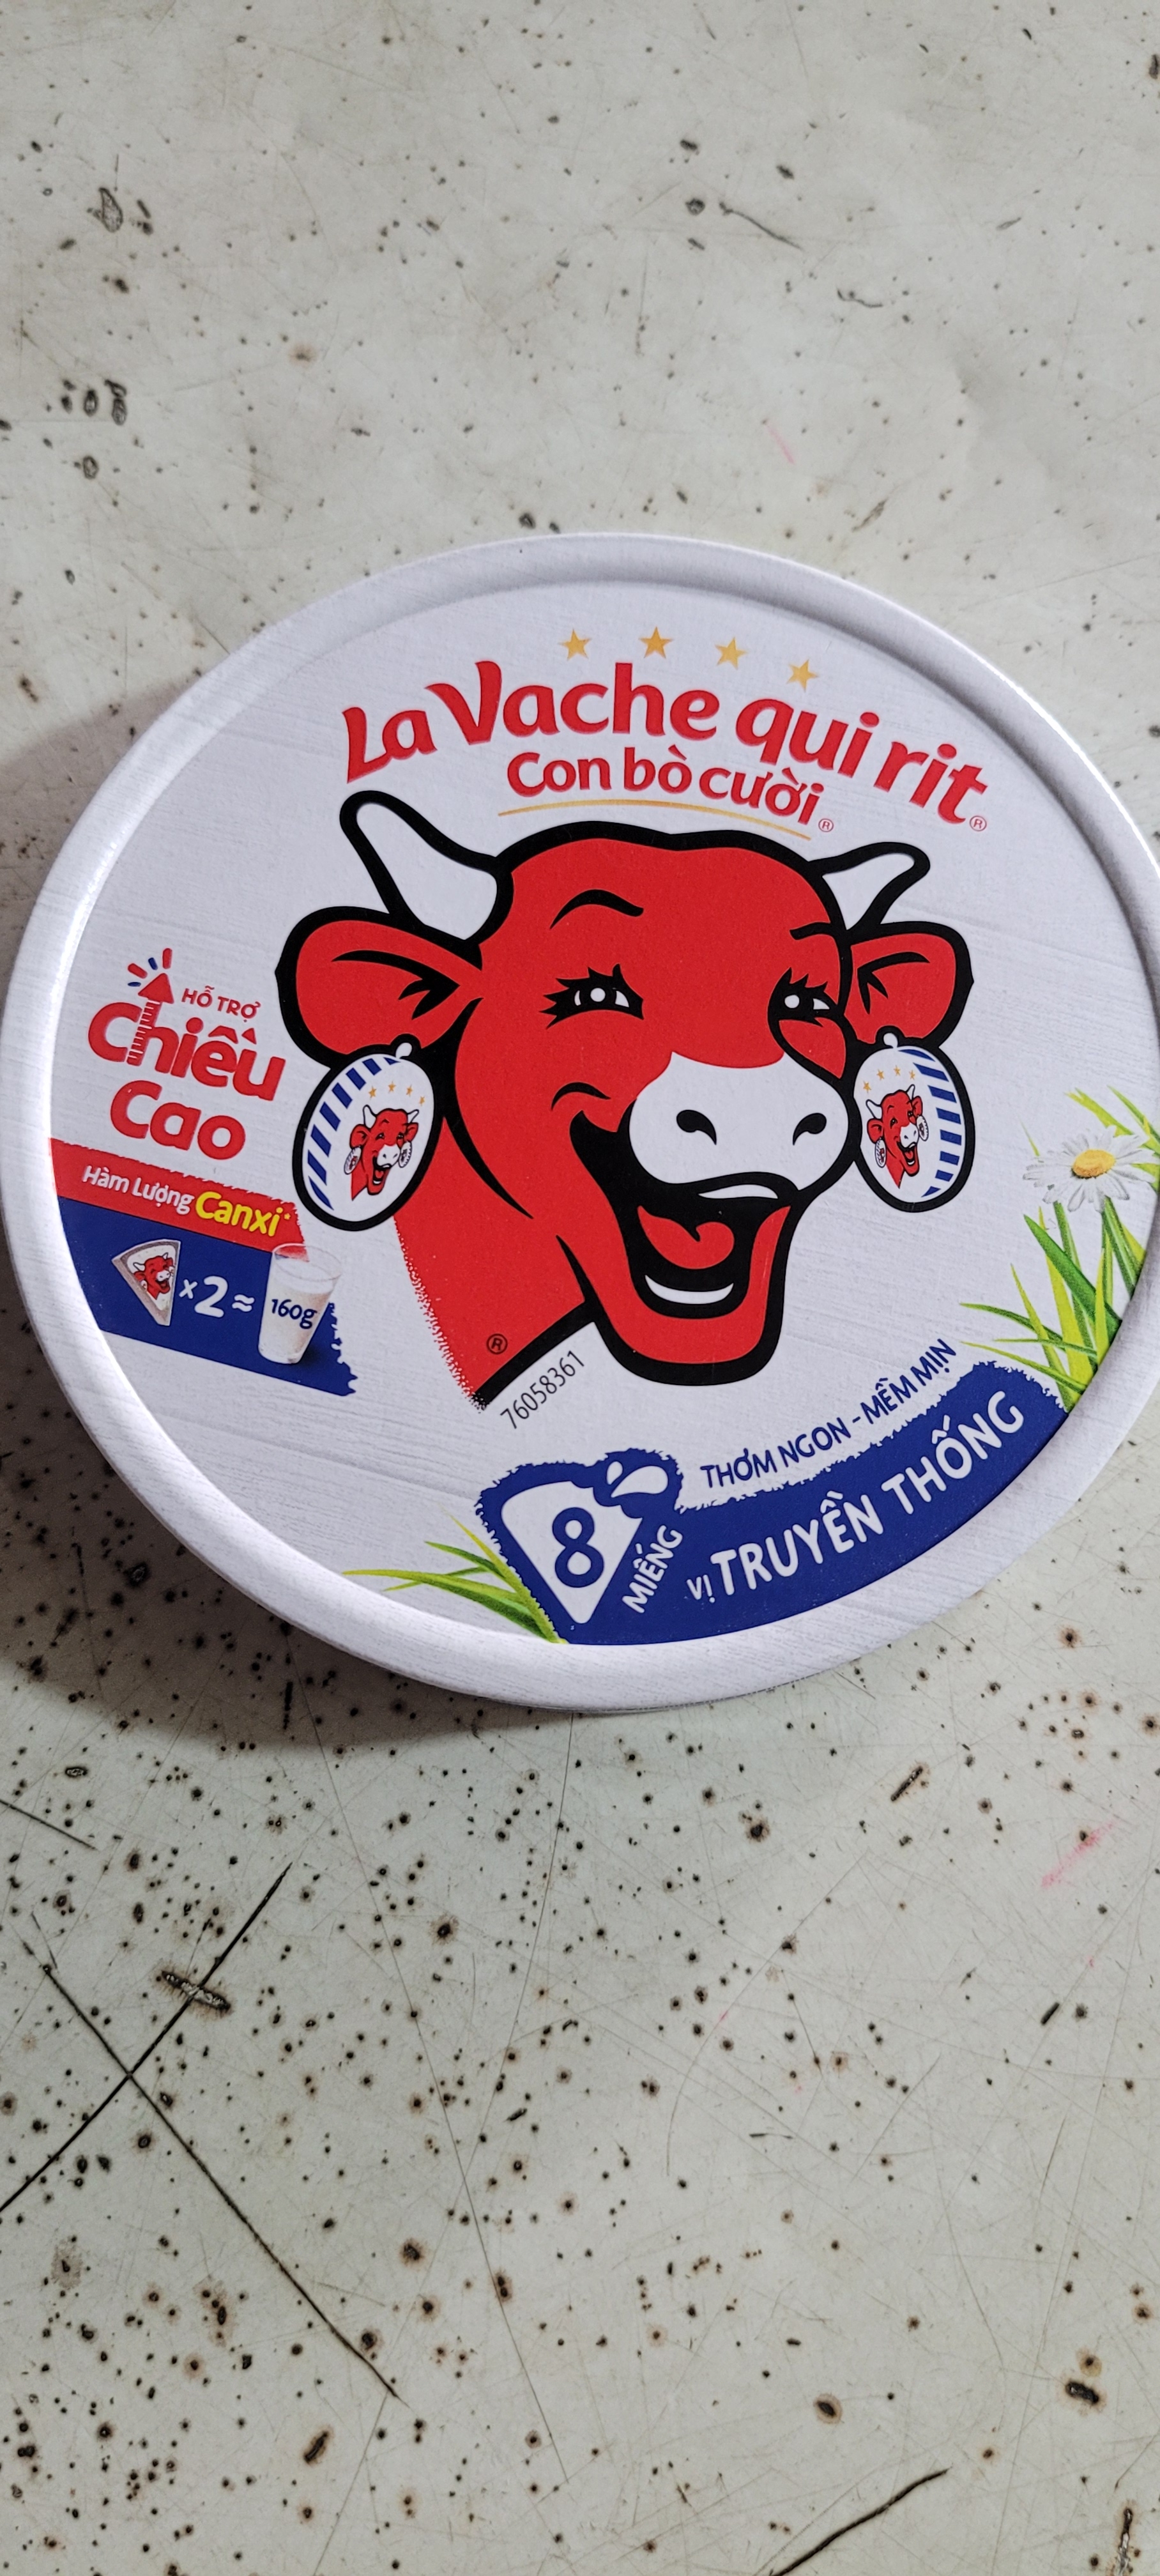 La Vache qui rit®
Con bò cười®
HỖ TRỢ
Chiều
Cao
Hàm Lượng Canxi*
x2≈
160g
®
76058361
THƠM NGON - MỀM MỊN
8
MIẾNG
VỊ TRUYỀN THỐNG